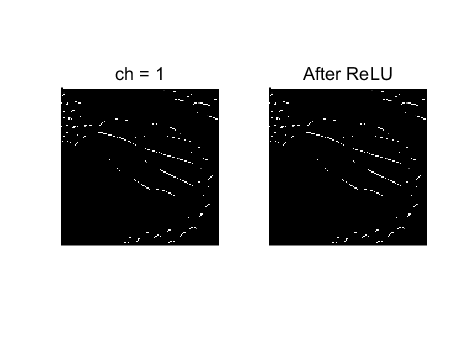 ch = 1
After ReLU